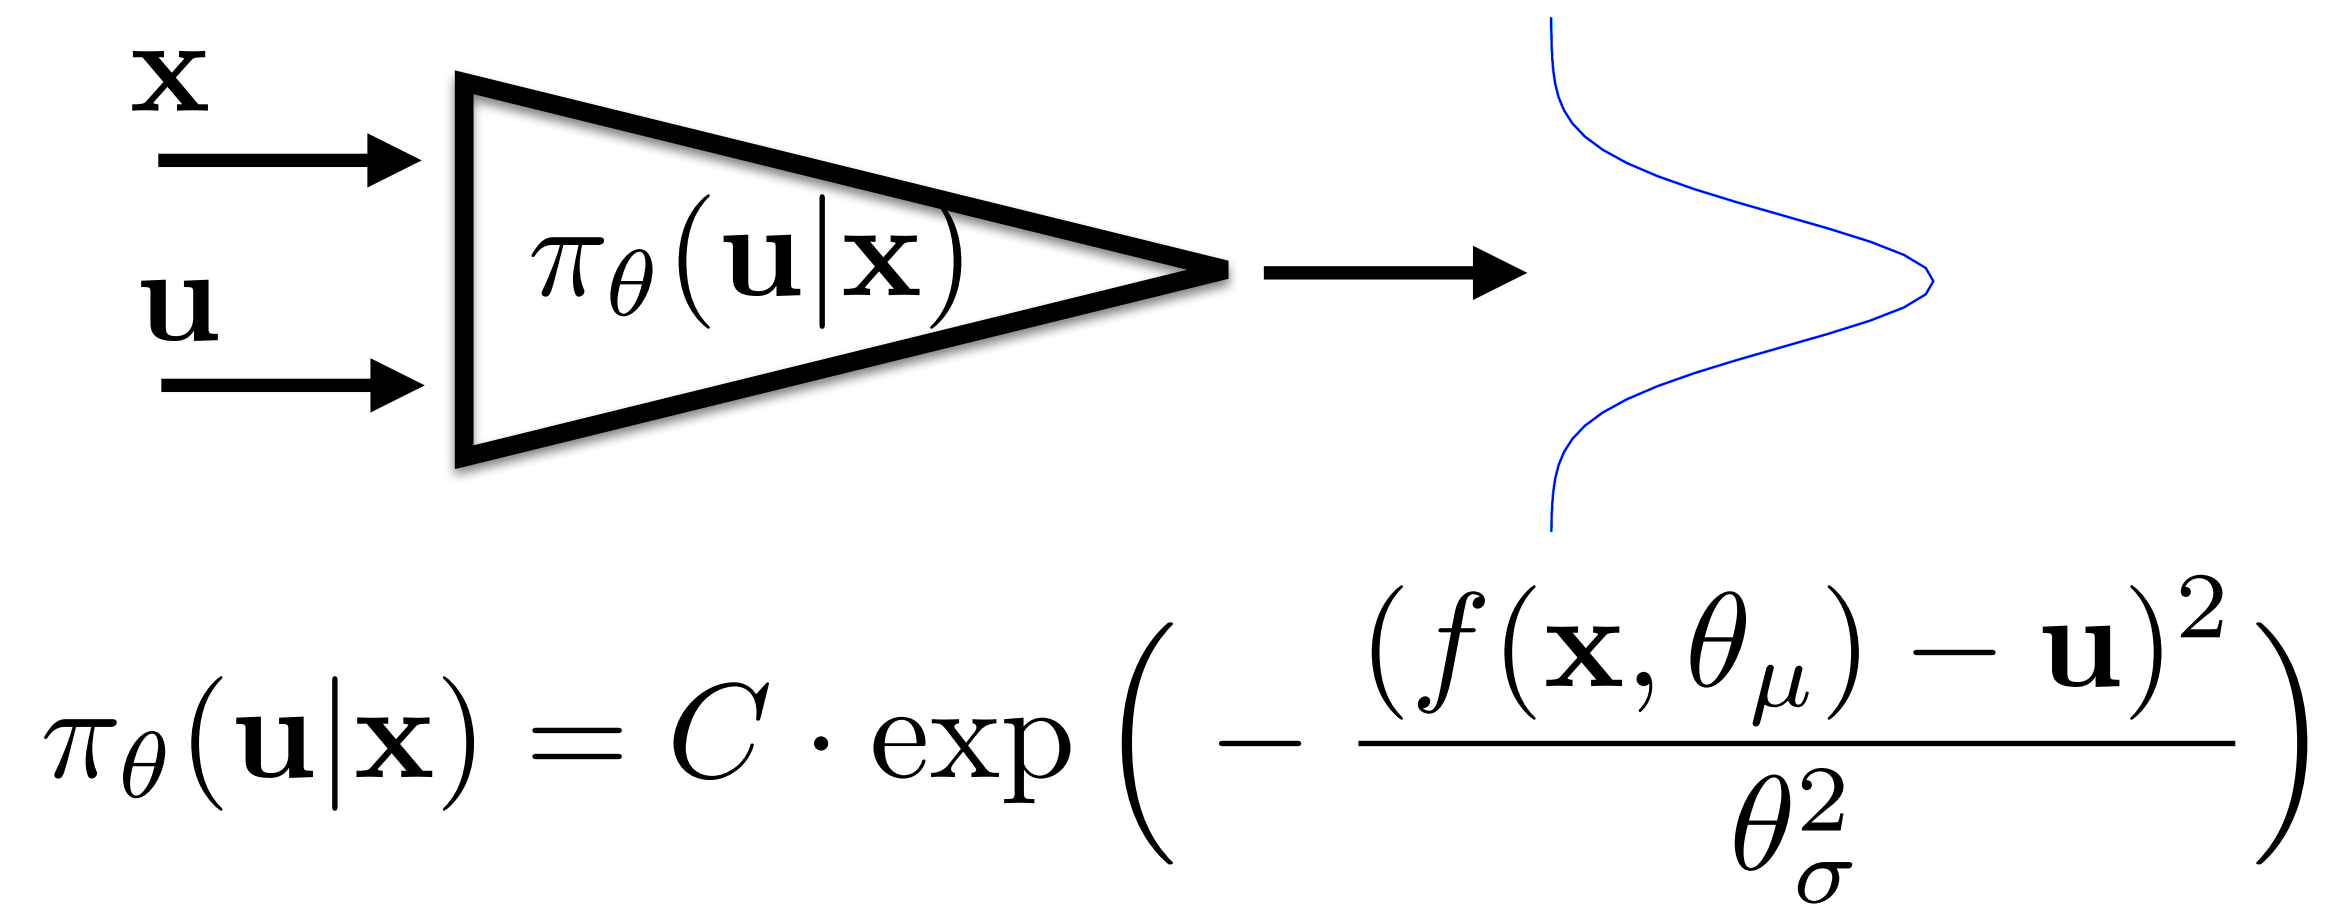 x
u
π_θ(u|x)
π_θ(u|x) = C · exp ( − (f(x, θ_μ) − u)² / θ_σ² )